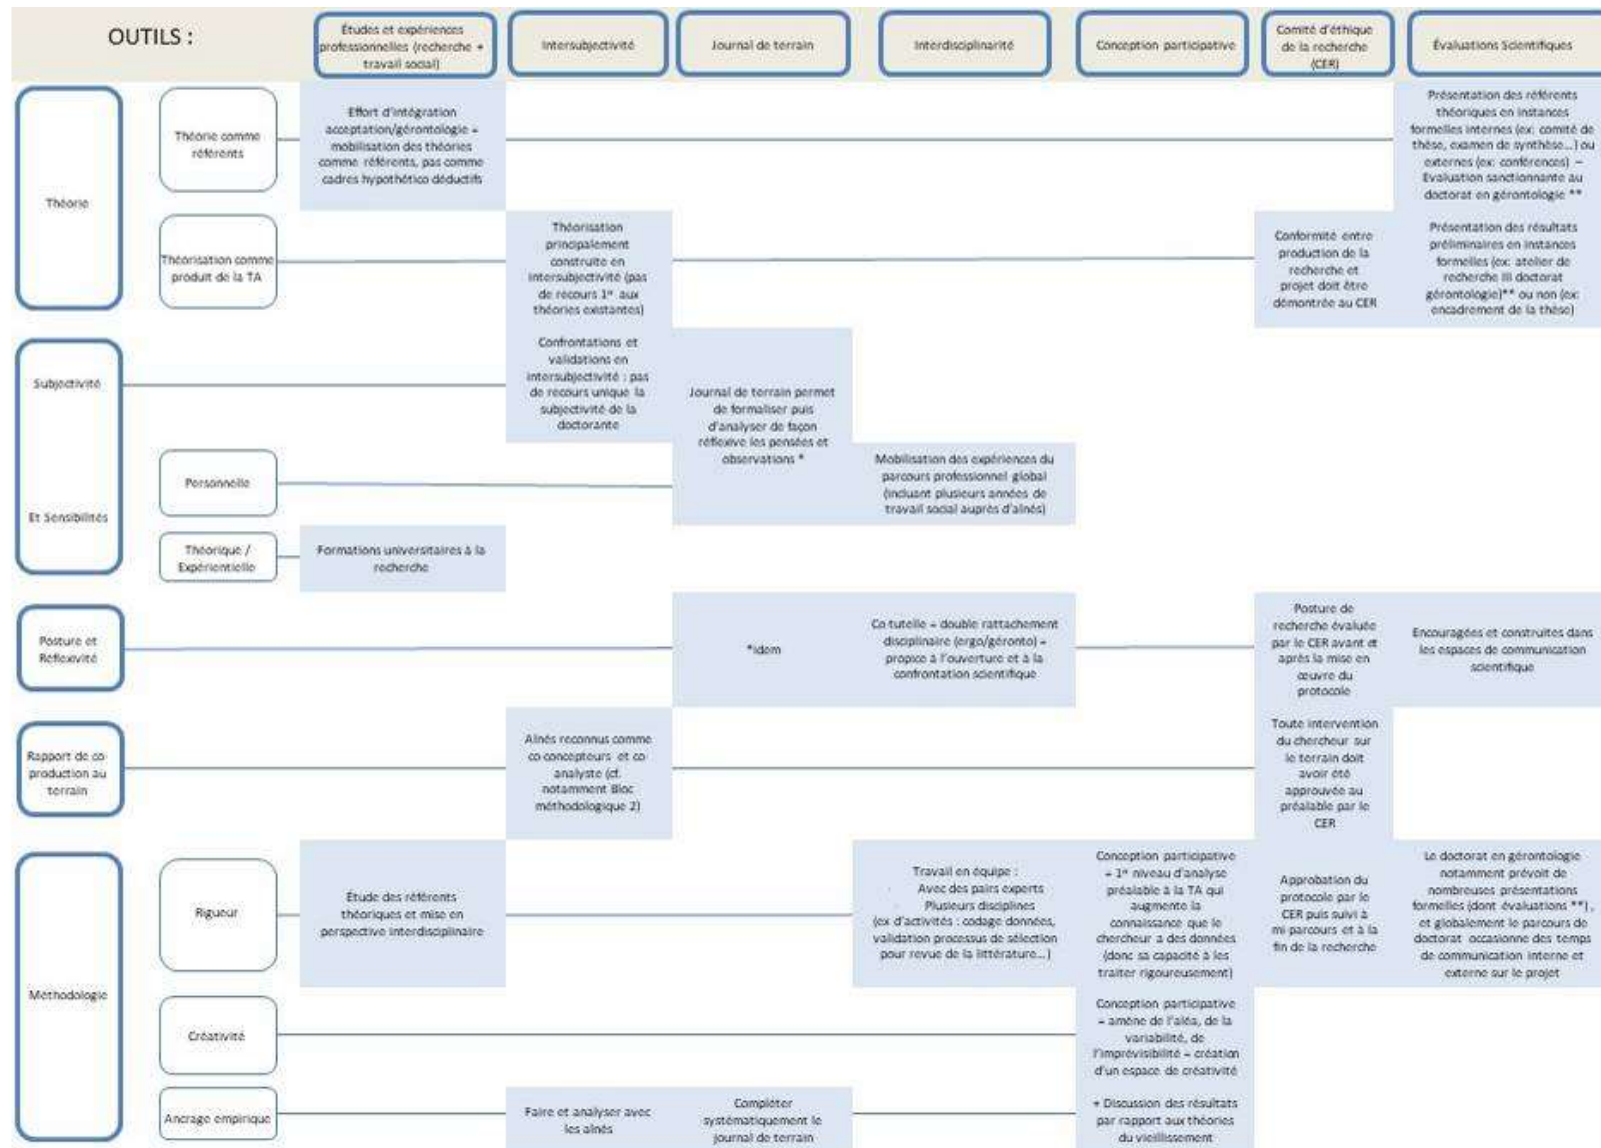 OUTILS :
Études et expériences
professionnelles (recherche +
travail social)
Intersubjectivité
Journal de terrain
Interdisciplinarité
Conception participative
Comité d'éthique
de la recherche
(CER)
Évaluations Scientifiques
Théorie
Théorie comme
référents
Effort d'intégration
acceptation/gérontologie =
mobilisation des théories
comme référents, pas comme
cadres hypothético déductifs
Présentation des référents
théoriques en instances
formelles internes (ex: comité de
thèse, examen de synthèse...) ou
externes (ex: conférences) –
Evaluation sanctionnante au
doctorat en gérontologie **
Théorisation comme
produit de la TA
Théorisation
principalement
construite en
intersubjectivité (pas
de recours 1er aux
théories existantes)
Conformité entre
production de la
recherche et
projet doit être
démontrée au CER
Présentation des résultats
préliminaires en instances
formelles (ex: atelier de
recherche III doctorat
gérontologie)** ou non (ex:
encadrement de la thèse)
Subjectivité
Et Sensibilités
Confrontations et
validations en
intersubjectivité : pas
de recours unique la
subjectivité de la
doctorante
Journal de terrain permet
de formaliser puis
d'analyser de façon
réflexive les pensées et
observations *
Personnelle
Mobilisation des expériences du
parcours professionnel global
(incluant plusieurs années de
travail social auprès d'aînés)
Théorique /
Expérientielle
Formations universitaires à la
recherche
Posture et
Réflexivité
*idem
Co tutelle = double rattachement
disciplinaire (ergo/géronto) =
propice à l'ouverture et à la
confrontation scientifique
Posture de
recherche évaluée
par le CER avant et
après la mise en
œuvre du
protocole
Encouragées et construites dans
les espaces de communication
scientifique
Rapport de co
production au
terrain
Aînés reconnus comme
co concepteurs et co
analyste (cf.
notamment Bloc
méthodologique 2)
Toute intervention
du chercheur sur
le terrain doit
avoir été
approuvée au
préalable par le
CER
Méthodologie
Rigueur
Étude des référents
théoriques et mise en
perspective interdisciplinaire
Travail en équipe :
Avec des pairs experts
Plusieurs disciplines
(ex d'activités : codage données,
validation processus de sélection
pour revue de la littérature...)
Conception participative
= 1er niveau d'analyse
préalable à la TA qui
augmente la
connaissance que le
chercheur a des données
(donc sa capacité à les
traiter rigoureusement)
Approbation du
protocole par le
CER puis suivi à
mi parcours et à la
fin de la recherche
Le doctorat en gérontologie
notamment prévoit de
nombreuses présentations
formelles (dont évaluations **) ,
et globalement le parcours de
doctorat occasionne des temps
de communication interne et
externe sur le projet
Créativité
Conception participative
= amène de l'aléa, de la
variabilité, de
l'imprévisibilité = création
d'un espace de créativité
Ancrage empirique
Faire et analyser avec
les aînés
Compléter
systématiquement le
journal de terrain
+ Discussion des résultats
par rapport aux théories
du vieillissement